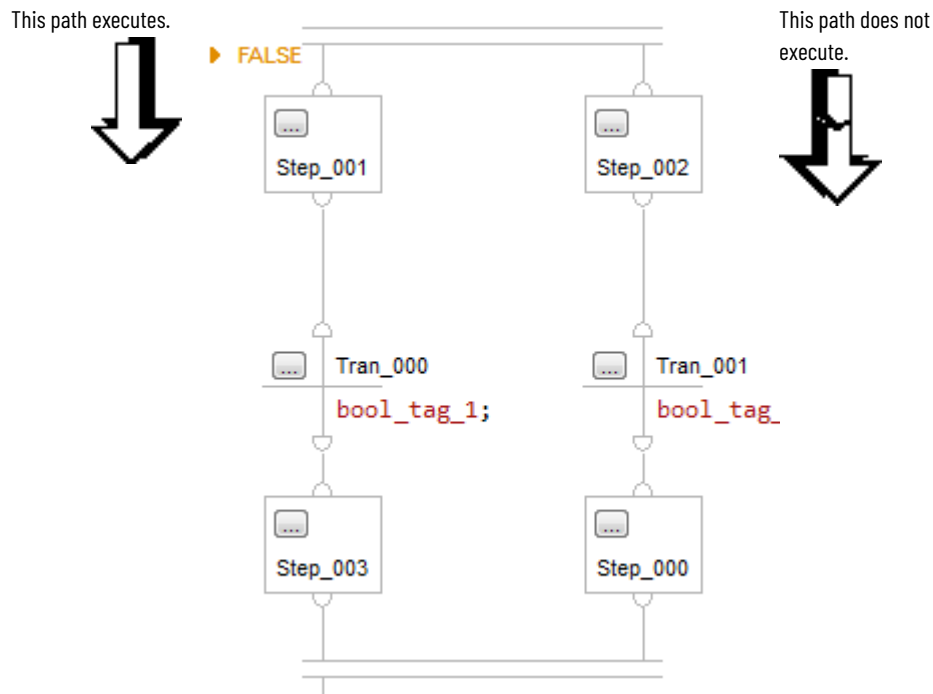 This path executes.
This path does not
execute.
FALSE
...
Step_001
...
Step_002
...
Tran_000
bool_tag_1;
...
Tran_001
bool_tag_
...
Step_003
...
Step_000